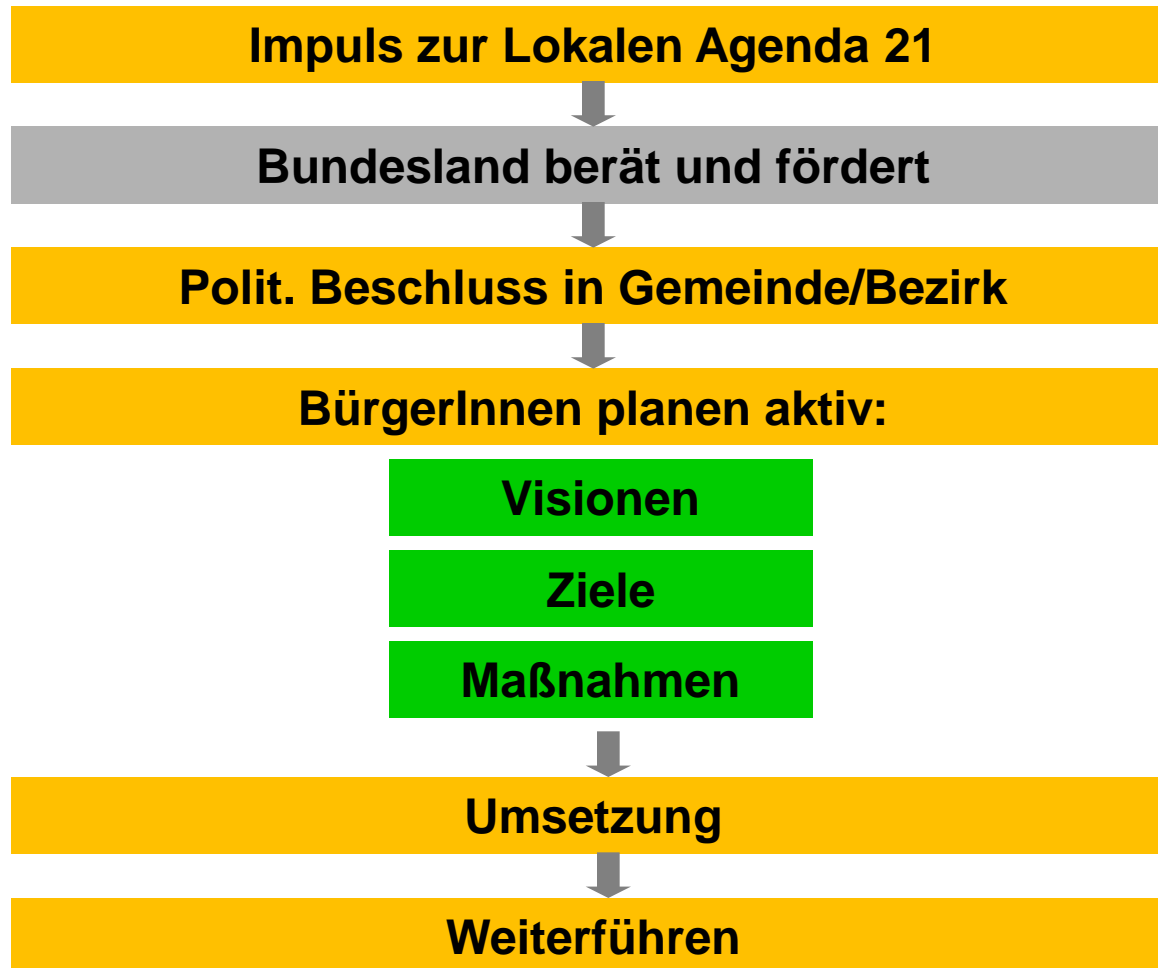 Impuls zur Lokalen Agenda 21
Bundesland berät und fördert
Polit. Beschluss in Gemeinde/Bezirk
BürgerInnen planen aktiv:
Visionen
Ziele
Maßnahmen
Umsetzung
Weiterführen